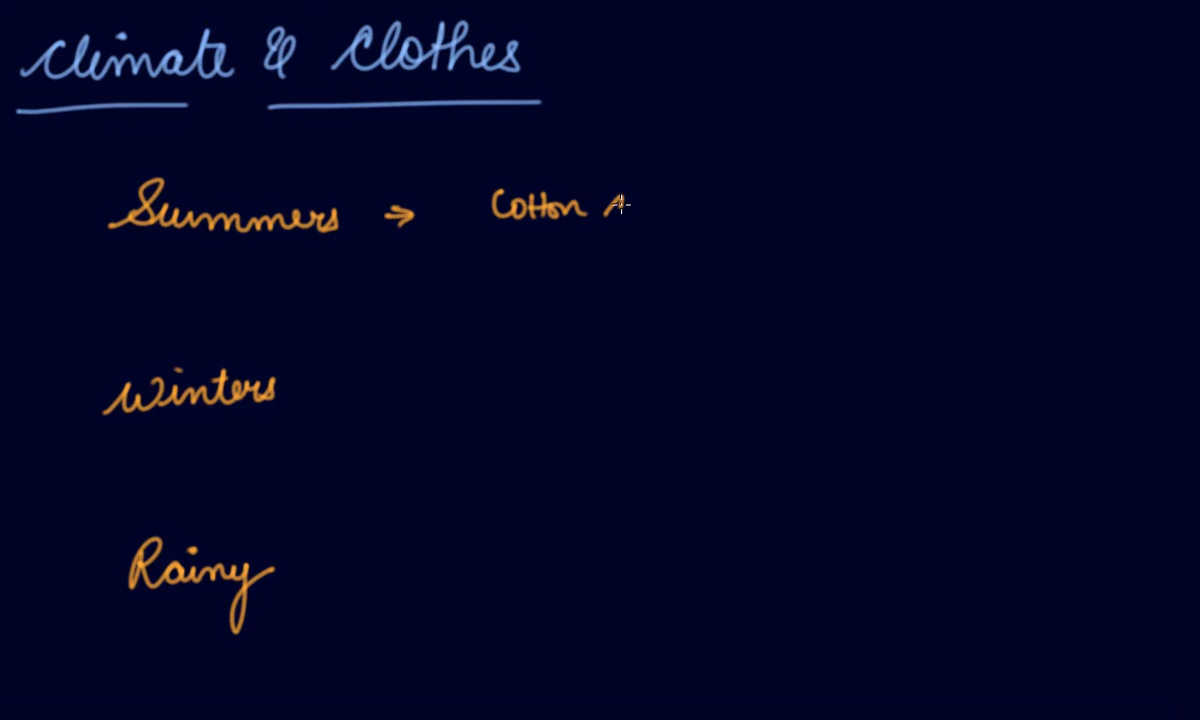 Climate & Clothes
Summers → Cotton
Winters
Rainy